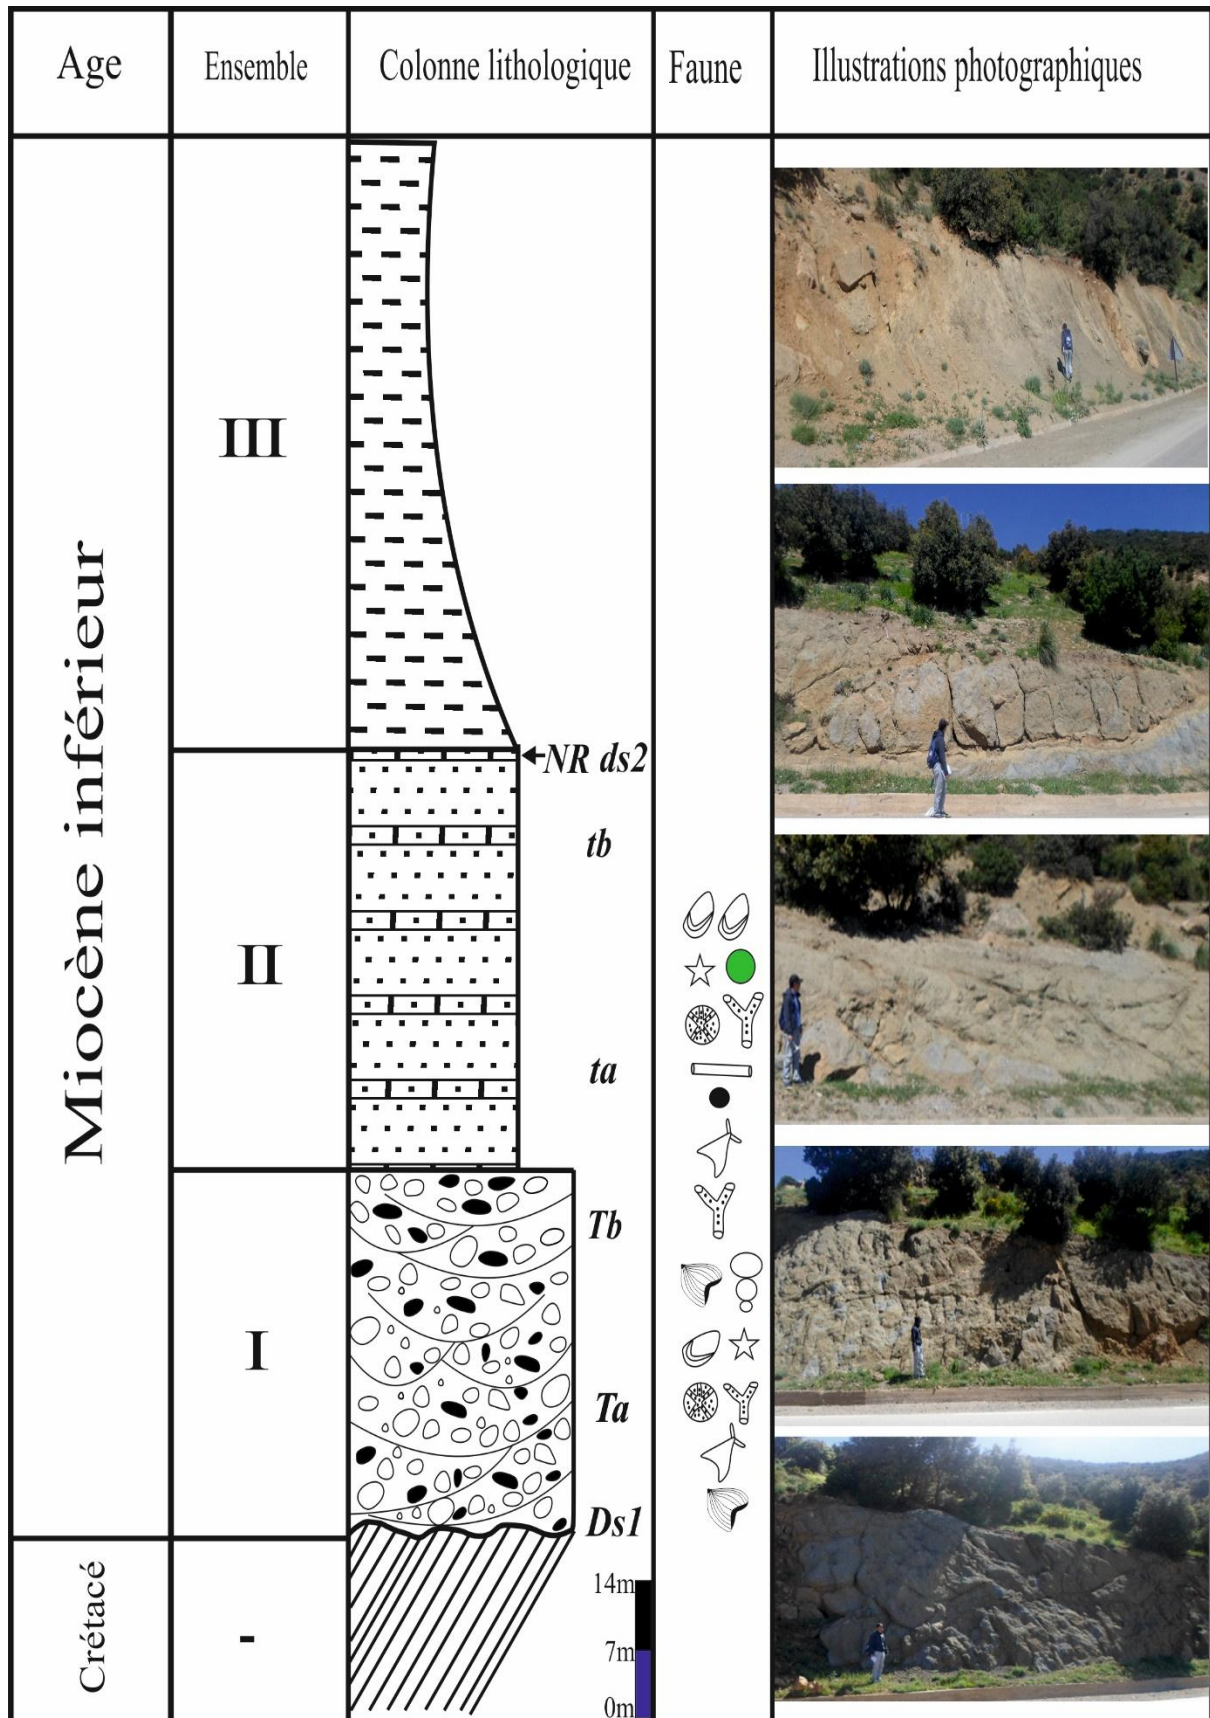 Age
Ensemble
Colonne lithologique
Faune
Illustrations photographiques
Miocène inférieur
III
NR ds2
tb
II
ta
Tb
I
Ta
Ds1
Crétacé
-
14m
7m
0m